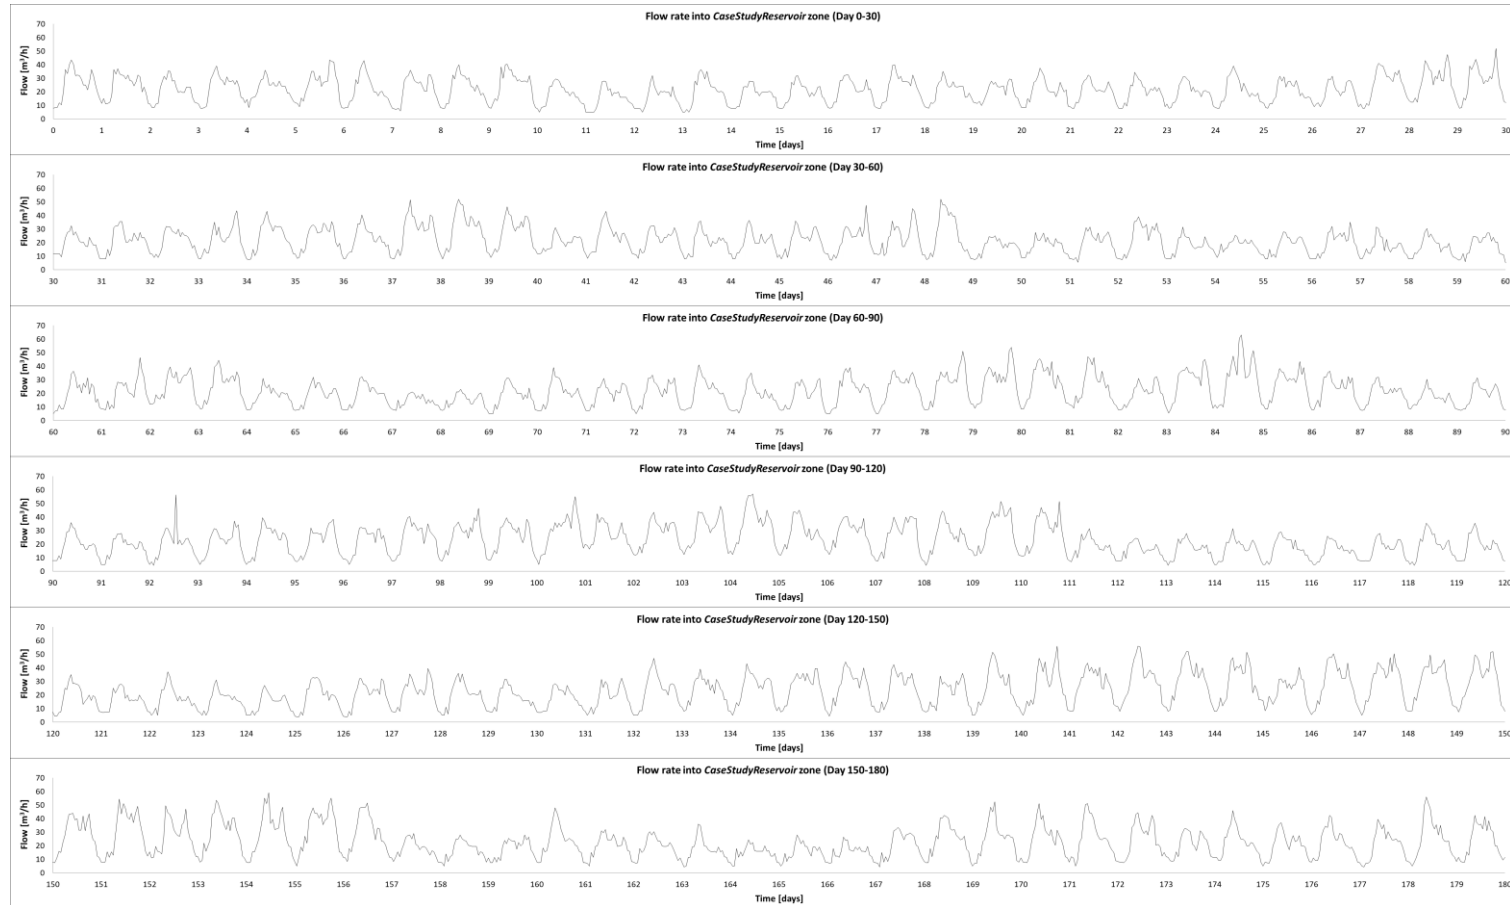 Flow rate into CaseStudyReservoir zone (Day 0-30)
Flow [m³/h]
70
60
50
40
30
20
10
0
0 1 2 3 4 5 6 7 8 9 10 11 12 13 14 15 16 17 18 19 20 21 22 23 24 25 26 27 28 29 30
Time [days]
Flow rate into CaseStudyReservoir zone (Day 30-60)
Flow [m³/h]
70
60
50
40
30
20
10
0
30 31 32 33 34 35 36 37 38 39 40 41 42 43 44 45 46 47 48 49 50 51 52 53 54 55 56 57 58 59 60
Time [days]
Flow rate into CaseStudyReservoir zone (Day 60-90)
Flow [m³/h]
70
60
50
40
30
20
10
0
60 61 62 63 64 65 66 67 68 69 70 71 72 73 74 75 76 77 78 79 80 81 82 83 84 85 86 87 88 89 90
Time [days]
Flow rate into CaseStudyReservoir zone (Day 90-120)
Flow [m³/h]
70
60
50
40
30
20
10
0
90 91 92 93 94 95 96 97 98 99 100 101 102 103 104 105 106 107 108 109 110 111 112 113 114 115 116 117 118 119 120
Time [days]
Flow rate into CaseStudyReservoir zone (Day 120-150)
Flow [m³/h]
70
60
50
40
30
20
10
0
120 121 122 123 124 125 126 127 128 129 130 131 132 133 134 135 136 137 138 139 140 141 142 143 144 145 146 147 148 149 150
Time [days]
Flow rate into CaseStudyReservoir zone (Day 150-180)
Flow [m³/h]
70
60
50
40
30
20
10
0
150 151 152 153 154 155 156 157 158 159 160 161 162 163 164 165 166 167 168 169 170 171 172 173 174 175 176 177 178 179 180
Time [days]